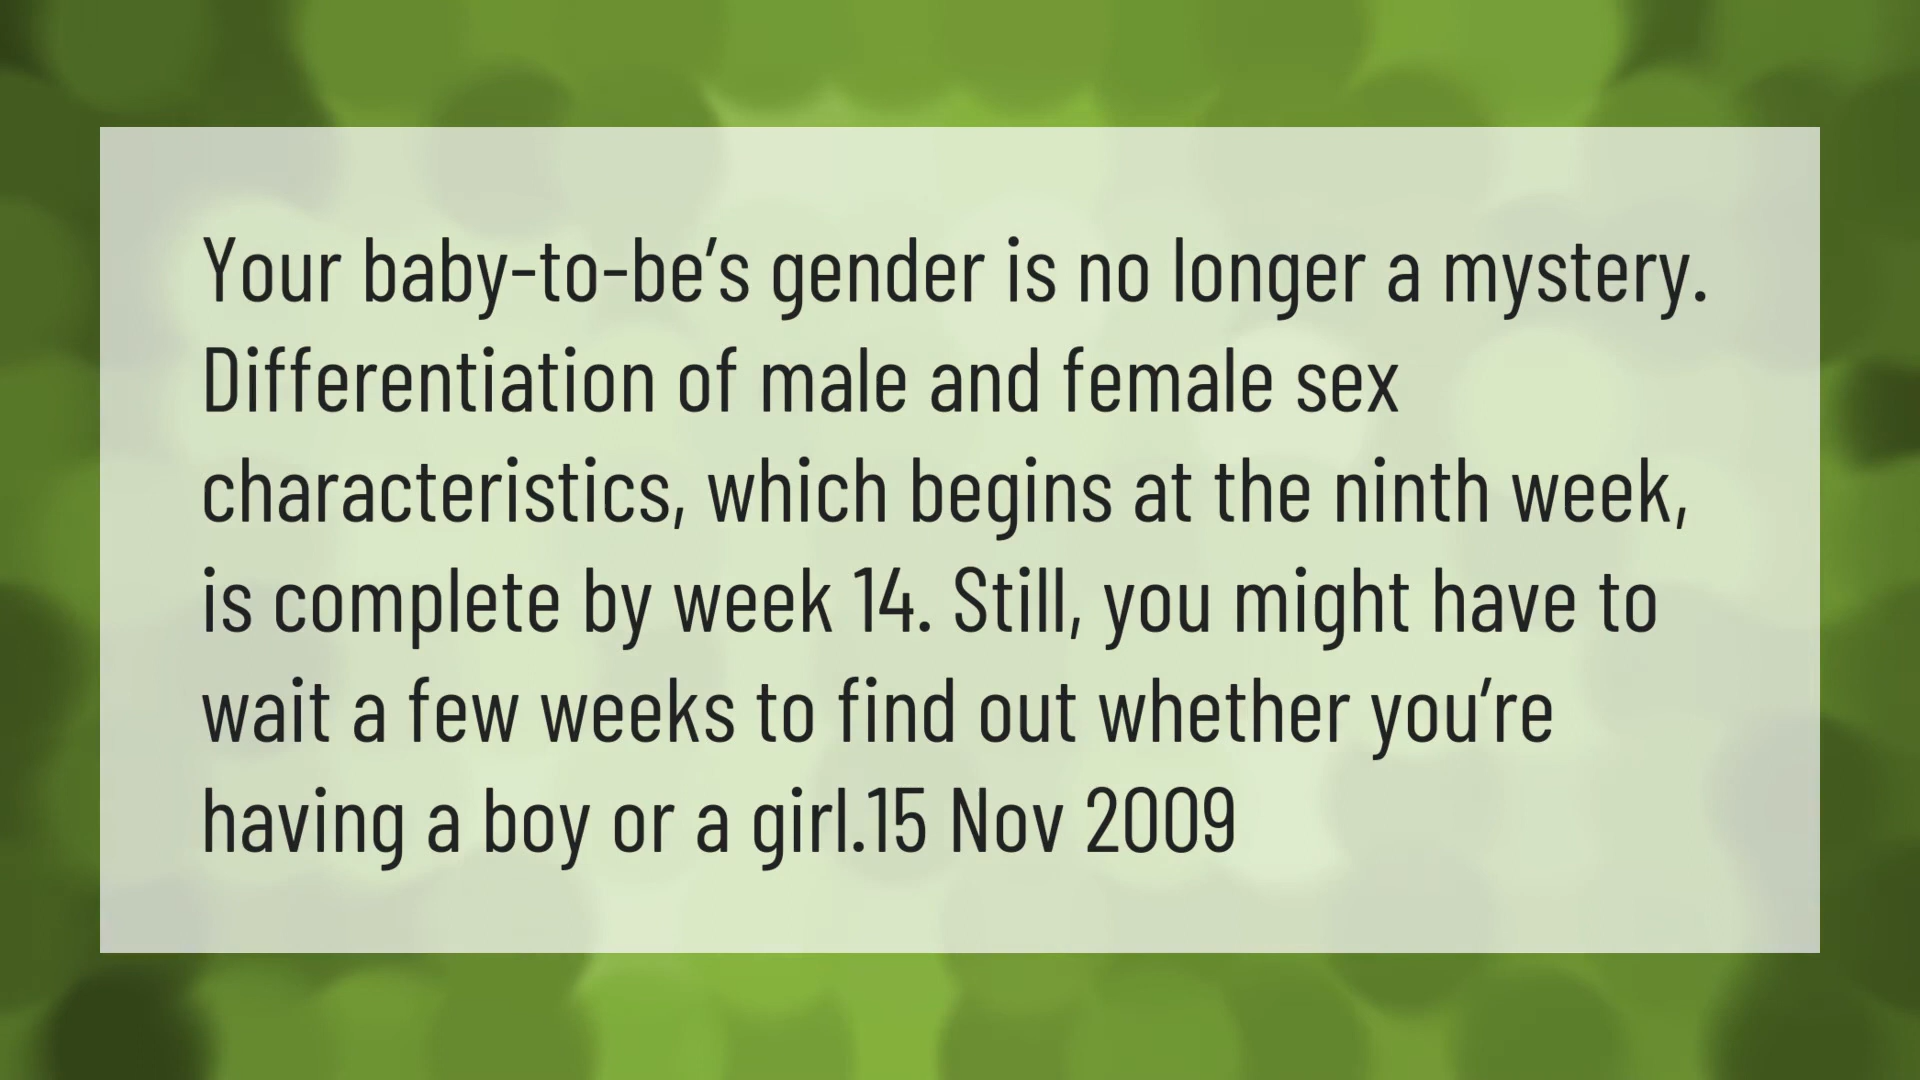 Your baby-to-be’s gender is no longer a mystery.
Differentiation of male and female sex
characteristics, which begins at the ninth week,
is complete by week 14. Still, you might have to
wait a few weeks to find out whether you’re
having a boy or a girl.15 Nov 2009